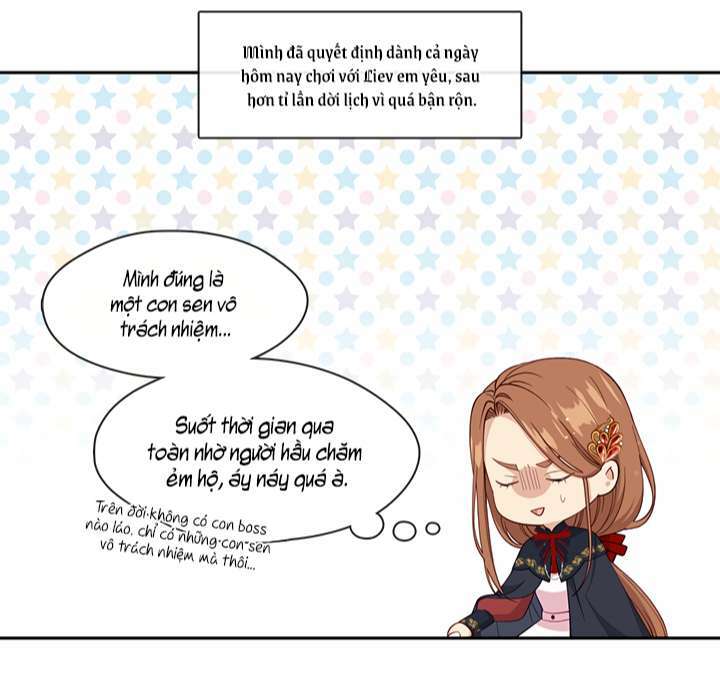 Mình đã quyết định dành cả ngày
hôm nay chơi với Liev em yêu, sau
hơn tỉ lần dời lịch vì quá bận rộn.
Mình đúng là
một con sen vô
trách nhiệm...
Suốt thời gian qua
toàn nhờ người hầu chăm
ẻm hộ, áy náy quá à.
Trên đời không có con boss
nào láo, chỉ có những con sen
vô trách nhiệm mà thôi...